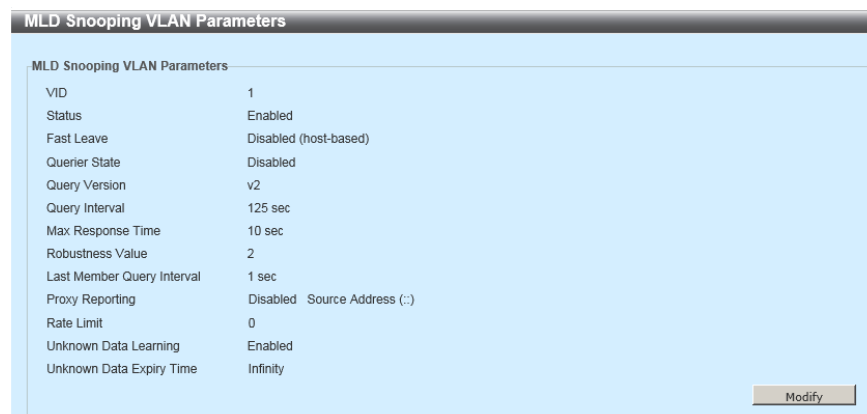 MLD Snooping VLAN Parameters
MLD Snooping VLAN Parameters
VID 1
Status Enabled
Fast Leave Disabled (host-based)
Querier State Disabled
Query Version v2
Query Interval 125 sec
Max Response Time 10 sec
Robustness Value 2
Last Member Query Interval 1 sec
Proxy Reporting Disabled Source Address (::)
Rate Limit 0
Unknown Data Learning Enabled
Unknown Data Expiry Time Infinity
Modify